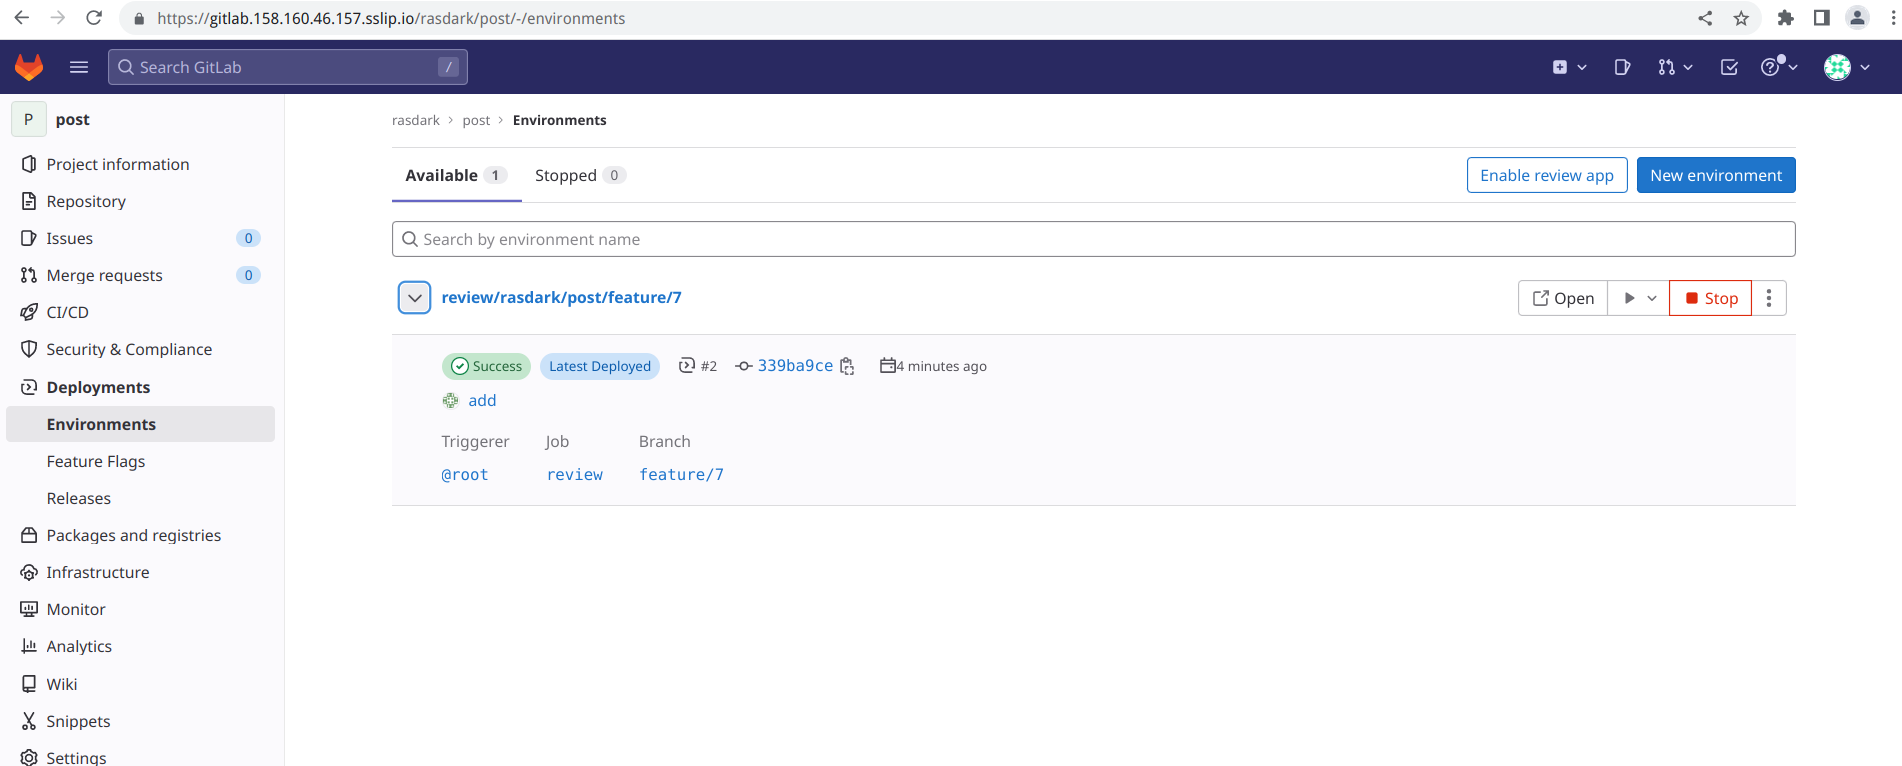 https://gitlab.158.160.46.157.sslip.io/rasdark/post/-/environments
Search GitLab /
P post
Project information
Repository
Issues 0
Merge requests 0
CI/CD
Security & Compliance
Deployments
Environments
Feature Flags
Releases
Packages and registries
Infrastructure
Monitor
Analytics
Wiki
Snippets
Settings
rasdark > post > Environments
Available 1 Stopped 0 Enable review app New environment
Search by environment name
review/rasdark/post/feature/7 Open Stop
Success Latest Deployed #2 339ba9ce 4 minutes ago
add
Triggerer Job Branch
@root review feature/7